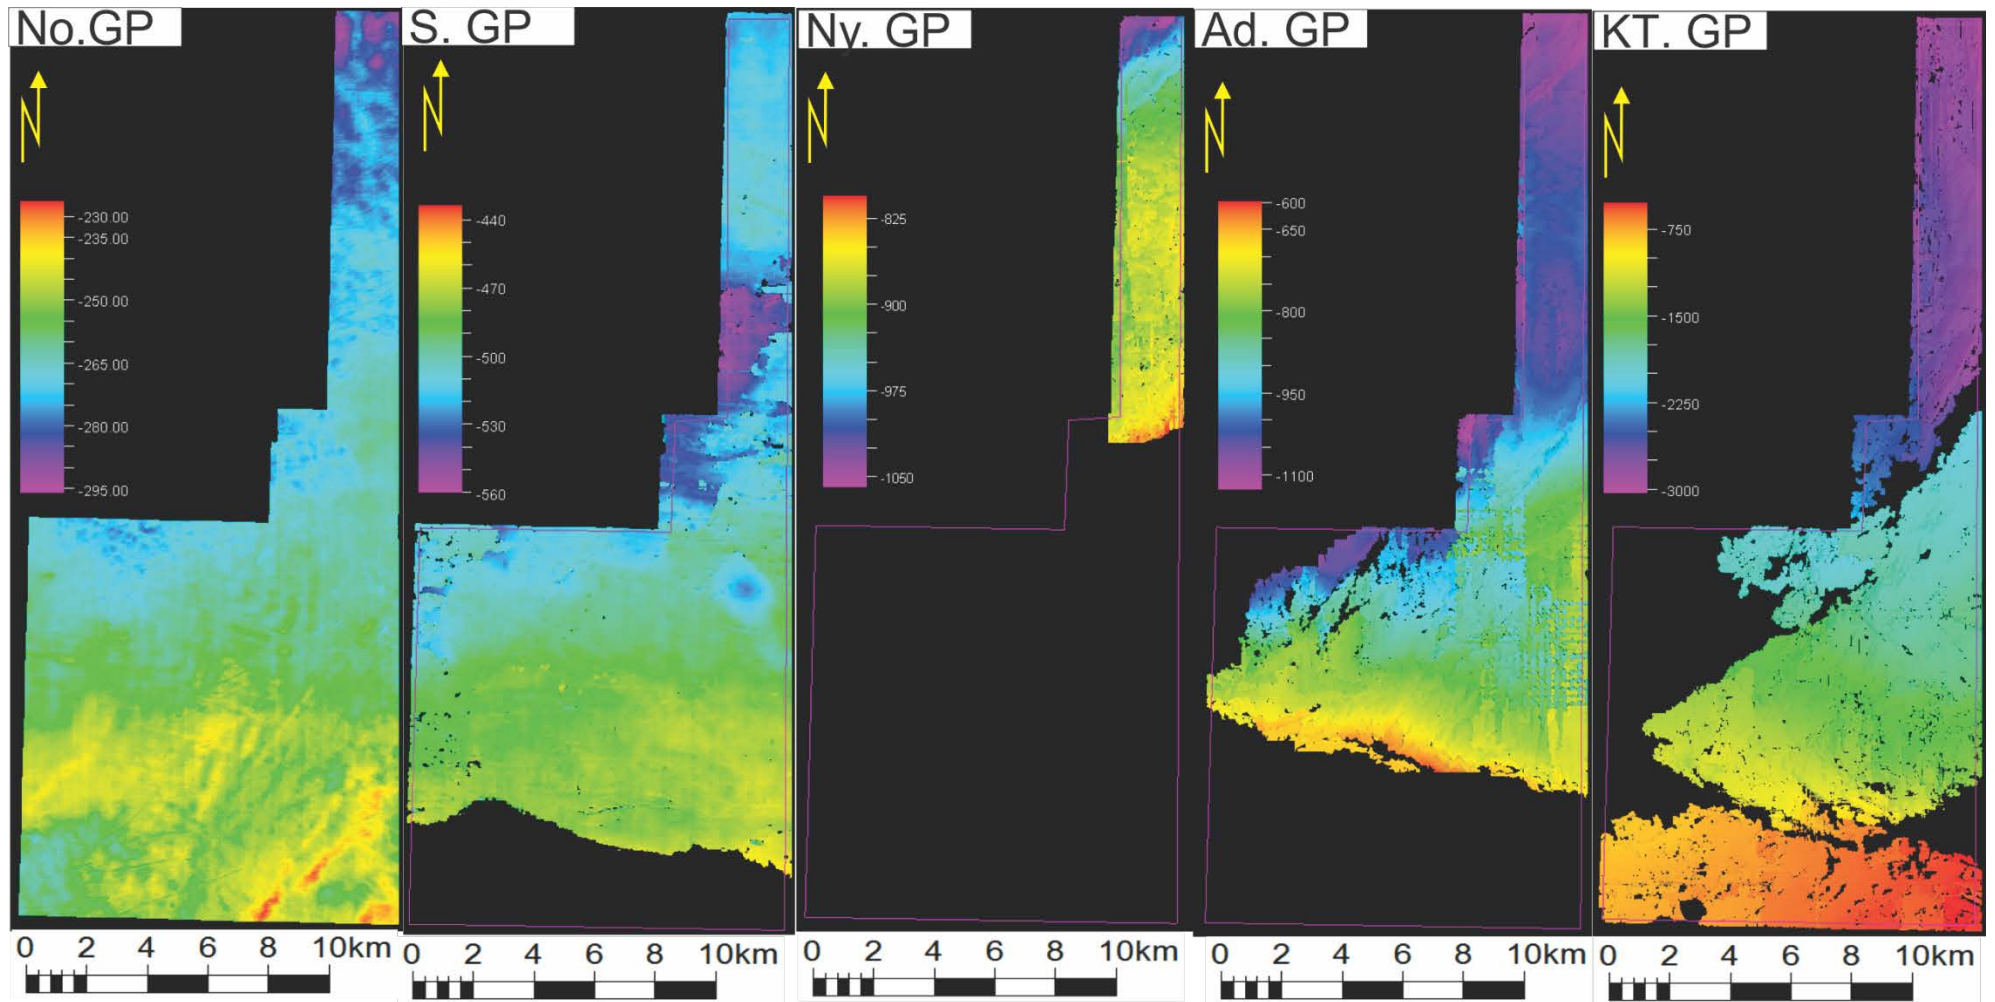 No.GP
N
-230.00
-235.00
-250.00
-265.00
-280.00
-295.00
0 2 4 6 8 10km
S. GP
N
-440
-470
-500
-530
-560
0 2 4 6 8 10km
Ny. GP
N
-825
-900
-975
-1050
0 2 4 6 8 10km
Ad. GP
N
-600
-650
-800
-950
-1100
0 2 4 6 8 10km
KT. GP
N
-750
-1500
-2250
-3000
0 2 4 6 8 10km